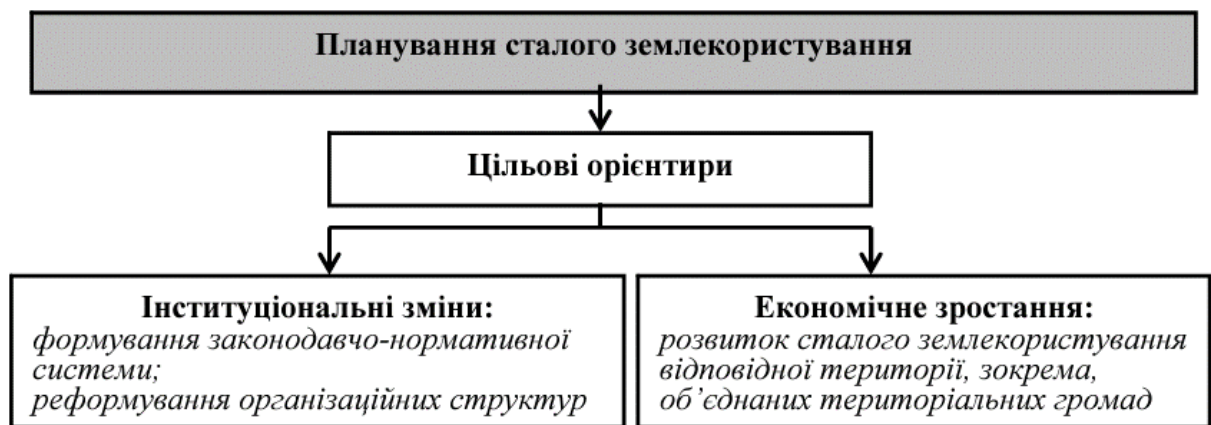 Планування сталого землекористування
Цільові орієнтири
Інституціональні зміни:
формування законодавчо-нормативної
системи;
реформування організаційних структур
Економічне зростання:
розвиток сталого землекористування
відповідної території, зокрема,
об’єднаних територіальних громад